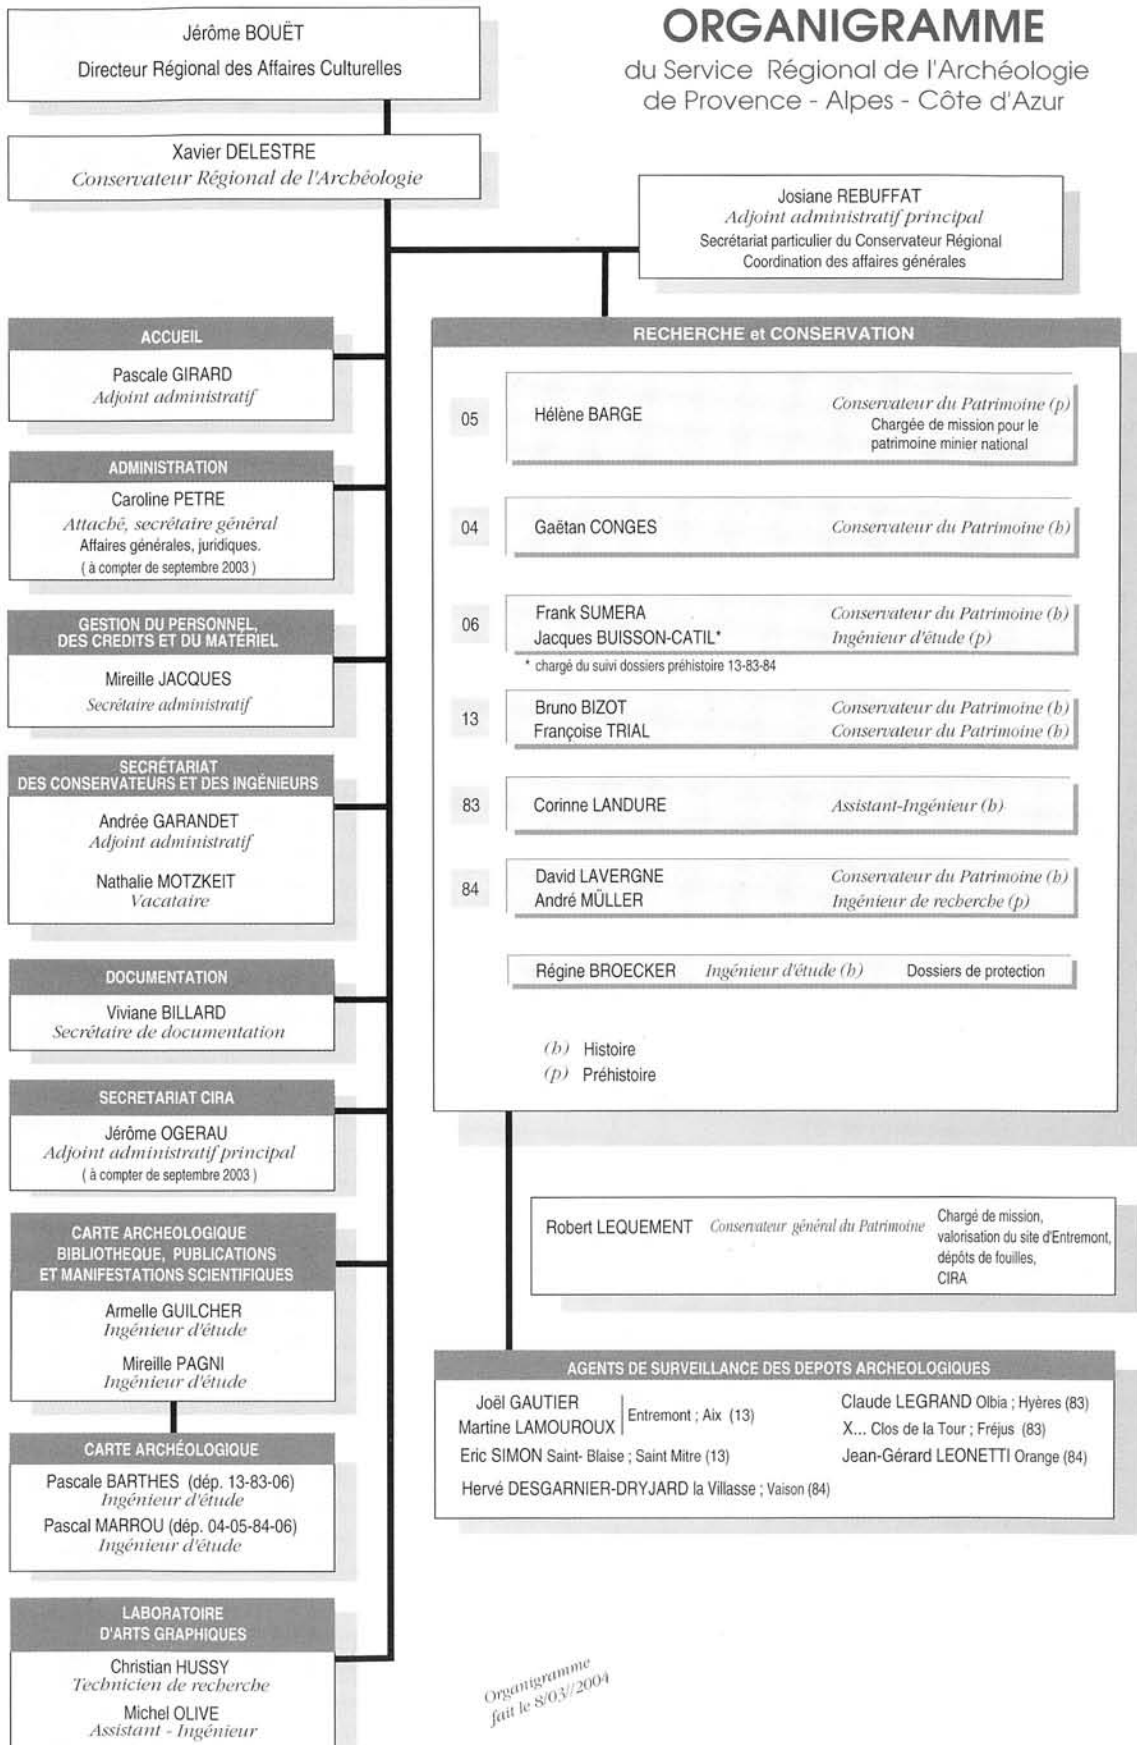 Jérôme BOUËT
Directeur Régional des Affaires Culturelles
ORGANIGRAMME
du Service Régional de l'Archéologie
de Provence - Alpes - Côte d'Azur
Xavier DELESTRE
Conservateur Régional de l'Archéologie
Josiane REBUFFAT
Adjoint administratif principal
Secrétariat particulier du Conservateur Régional
Coordination des affaires générales
ACCUEIL
Pascale GIRARD
Adjoint administratif
ADMINISTRATION
Caroline PETRE
Attaché, secrétaire général
Affaires générales, juridiques.
( à compter de septembre 2003 )
GESTION DU PERSONNEL,
DES CREDITS ET DU MATÉRIEL
Mireille JACQUES
Secrétaire administratif
SECRÉTARIAT
DES CONSERVATEURS ET DES INGÉNIEURS
Andrée GARANDET
Adjoint administratif
Nathalie MOTZKEIT
Vacataire
DOCUMENTATION
Viviane BILLARD
Secrétaire de documentation
SECRETARIAT CIRA
Jérôme OGERAU
Adjoint administratif principal
( à compter de septembre 2003 )
CARTE ARCHEOLOGIQUE
BIBLIOTHEQUE, PUBLICATIONS
ET MANIFESTATIONS SCIENTIFIQUES
Armelle GUILCHER
Ingénieur d'étude
Mireille PAGNI
Ingénieur d'étude
CARTE ARCHÉOLOGIQUE
Pascale BARTHES (dép. 13-83-06)
Ingénieur d'étude
Pascal MARROU (dép. 04-05-84-06)
Ingénieur d'étude
LABORATOIRE
D'ARTS GRAPHIQUES
Christian HUSSY
Technicien de recherche
Michel OLIVE
Assistant - Ingénieur
RECHERCHE et CONSERVATION
05 Hélène BARGE Conservateur du Patrimoine (p)
Chargée de mission pour le
patrimoine minier national
04 Gaëtan CONGES Conservateur du Patrimoine (h)
06 Frank SUMERA Conservateur du Patrimoine (h)
Jacques BUISSON-CATIL* Ingénieur d'étude (p)
* chargé du suivi dossiers préhistoire 13-83-84
13 Bruno BIZOT Conservateur du Patrimoine (h)
Françoise TRIAL Conservateur du Patrimoine (h)
83 Corinne LANDURE Assistant-Ingénieur (h)
84 David LAVERGNE Conservateur du Patrimoine (h)
André MÜLLER Ingénieur de recherche (p)
Régine BROECKER Ingénieur d'étude (h) Dossiers de protection
(h) Histoire
(p) Préhistoire
Robert LEQUEMENT Conservateur général du Patrimoine Chargé de mission,
valorisation du site d'Entremont,
dépôts de fouilles,
CIRA
AGENTS DE SURVEILLANCE DES DEPOTS ARCHEOLOGIQUES
Joël GAUTIER
Martine LAMOUROUX Entremont ; Aix (13)
Eric SIMON Saint- Blaise ; Saint Mitre (13)
Hervé DESGARNIER-DRYJARD la Villasse ; Vaison (84)
Claude LEGRAND Olbia ; Hyères (83)
X... Clos de la Tour ; Fréjus (83)
Jean-Gérard LEONETTI Orange (84)
Organigramme
fait le 8/03//2004